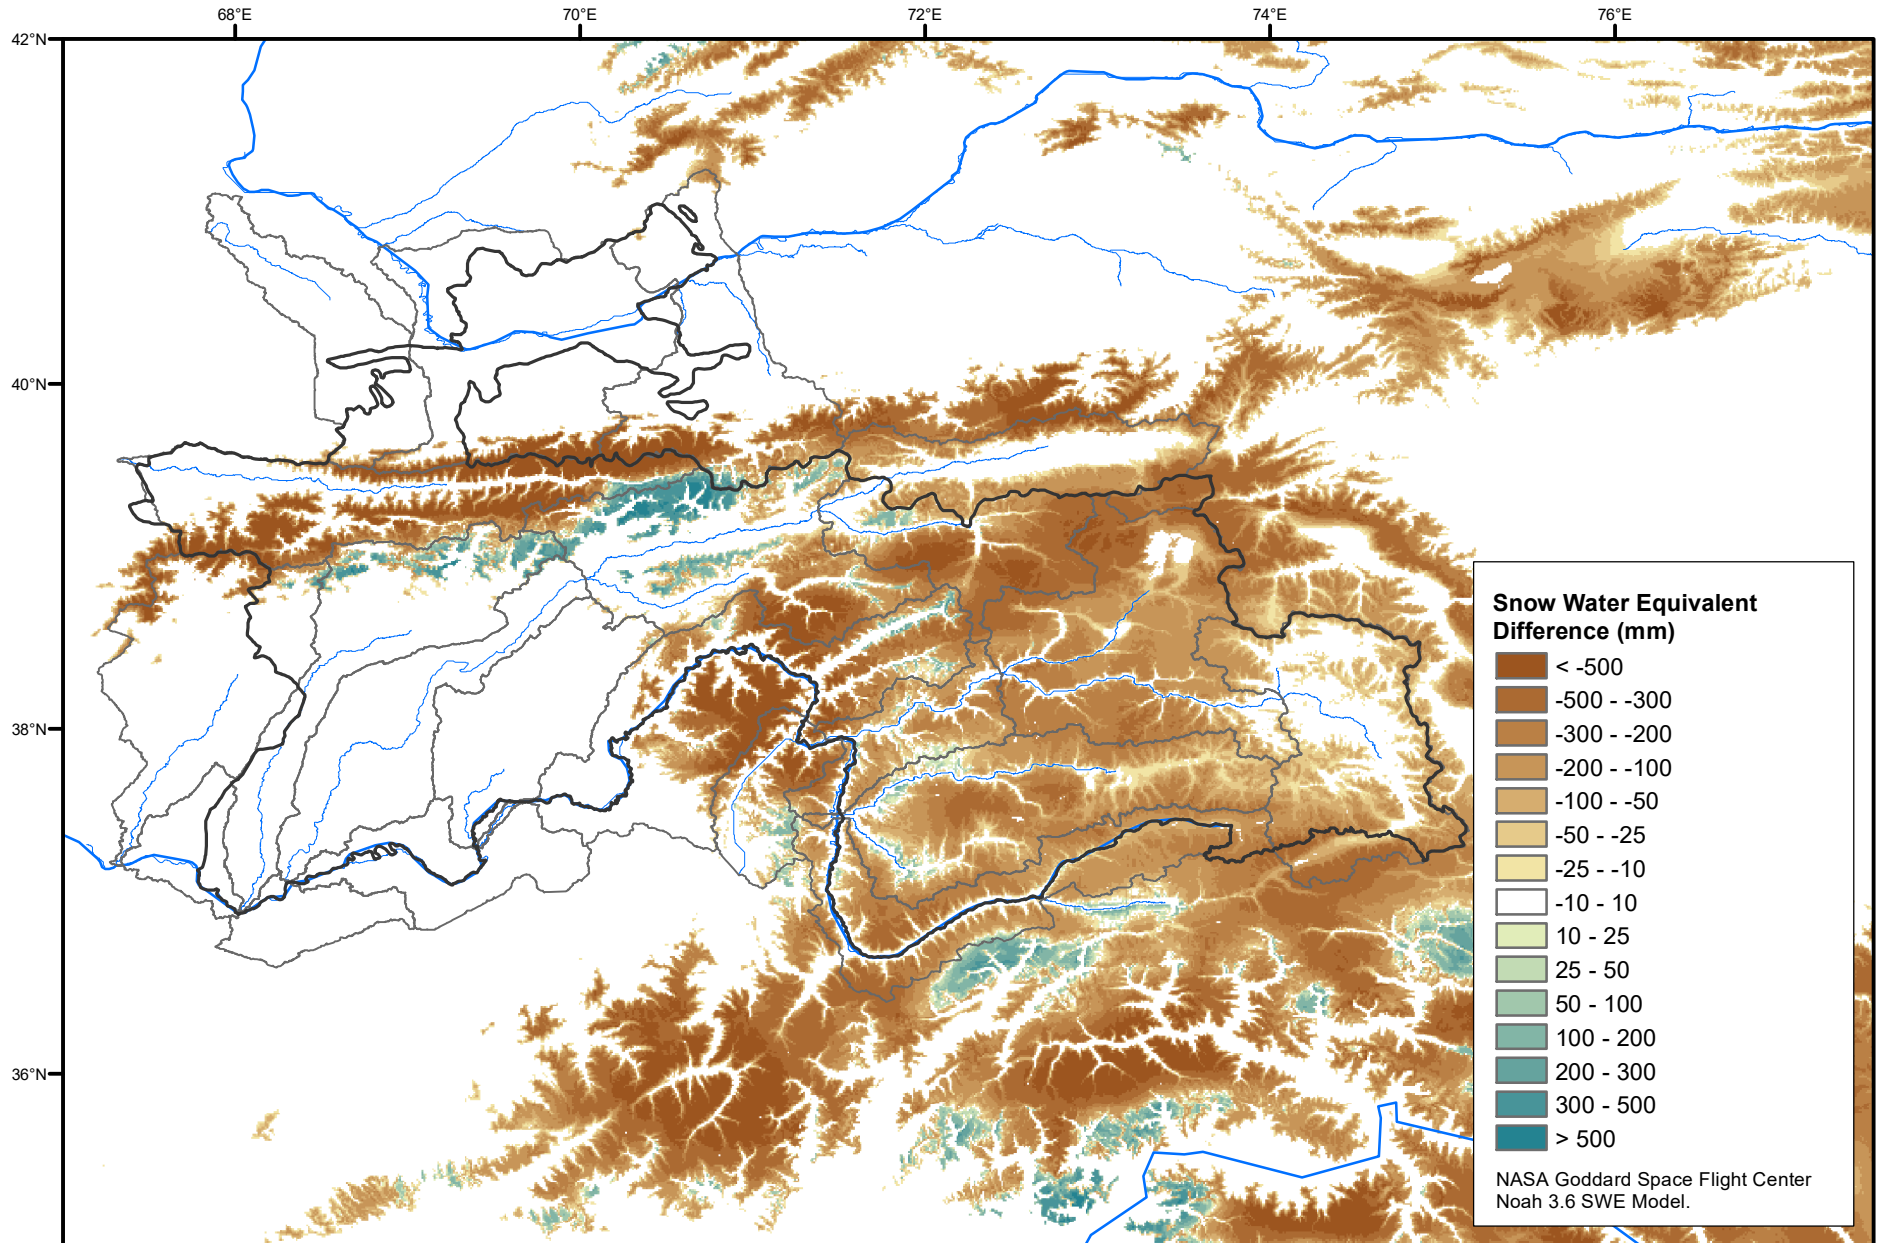 68°E
70°E
72°E
74°E
76°E
42°N
40°N
38°N
36°N
Snow Water Equivalent
Difference (mm)
< -500
-500 - -300
-300 - -200
-200 - -100
-100 - -50
-50 - -25
-25 - -10
-10 - 10
10 - 25
25 - 50
50 - 100
100 - 200
200 - 300
300 - 500
> 500
NASA Goddard Space Flight Center
Noah 3.6 SWE Model.